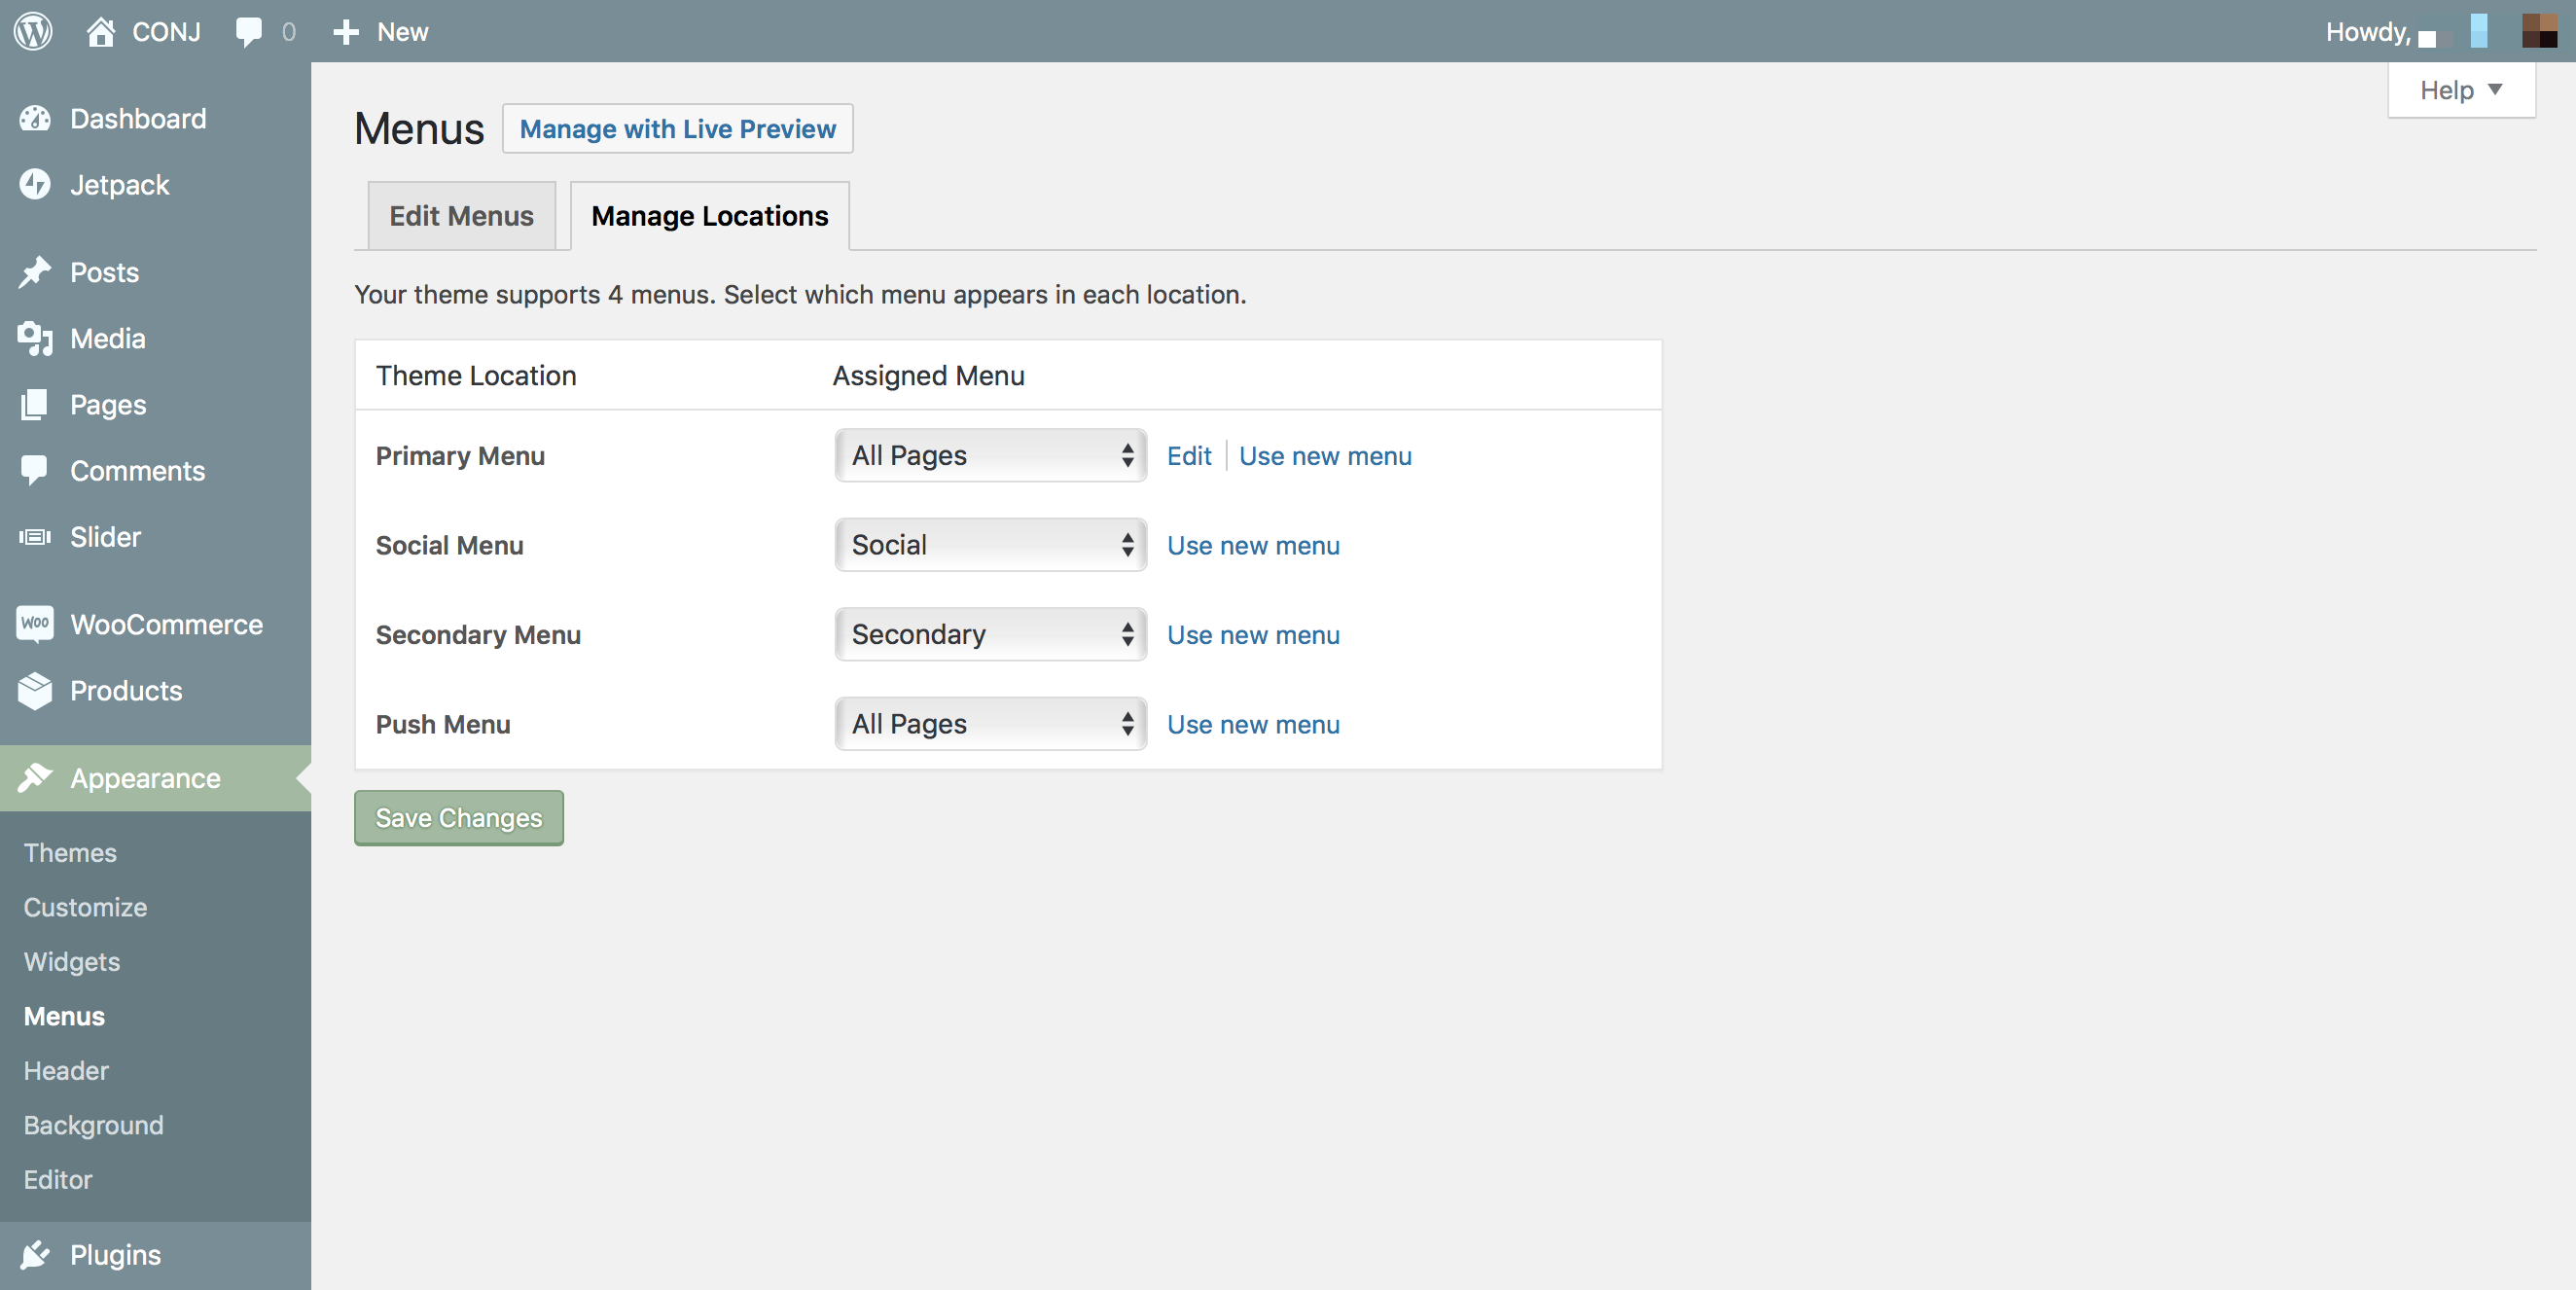 CONJ 0 New Howdy,
Help
Dashboard
Jetpack
Posts
Media
Pages
Comments
Slider
WOO WooCommerce
Products
Appearance
Themes
Customize
Widgets
Menus
Header
Background
Editor
Plugins
Menus Manage with Live Preview
Edit Menus Manage Locations
Your theme supports 4 menus. Select which menu appears in each location.
Theme Location Assigned Menu
Primary Menu All Pages Edit Use new menu
Social Menu Social Use new menu
Secondary Menu Secondary Use new menu
Push Menu All Pages Use new menu
Save Changes